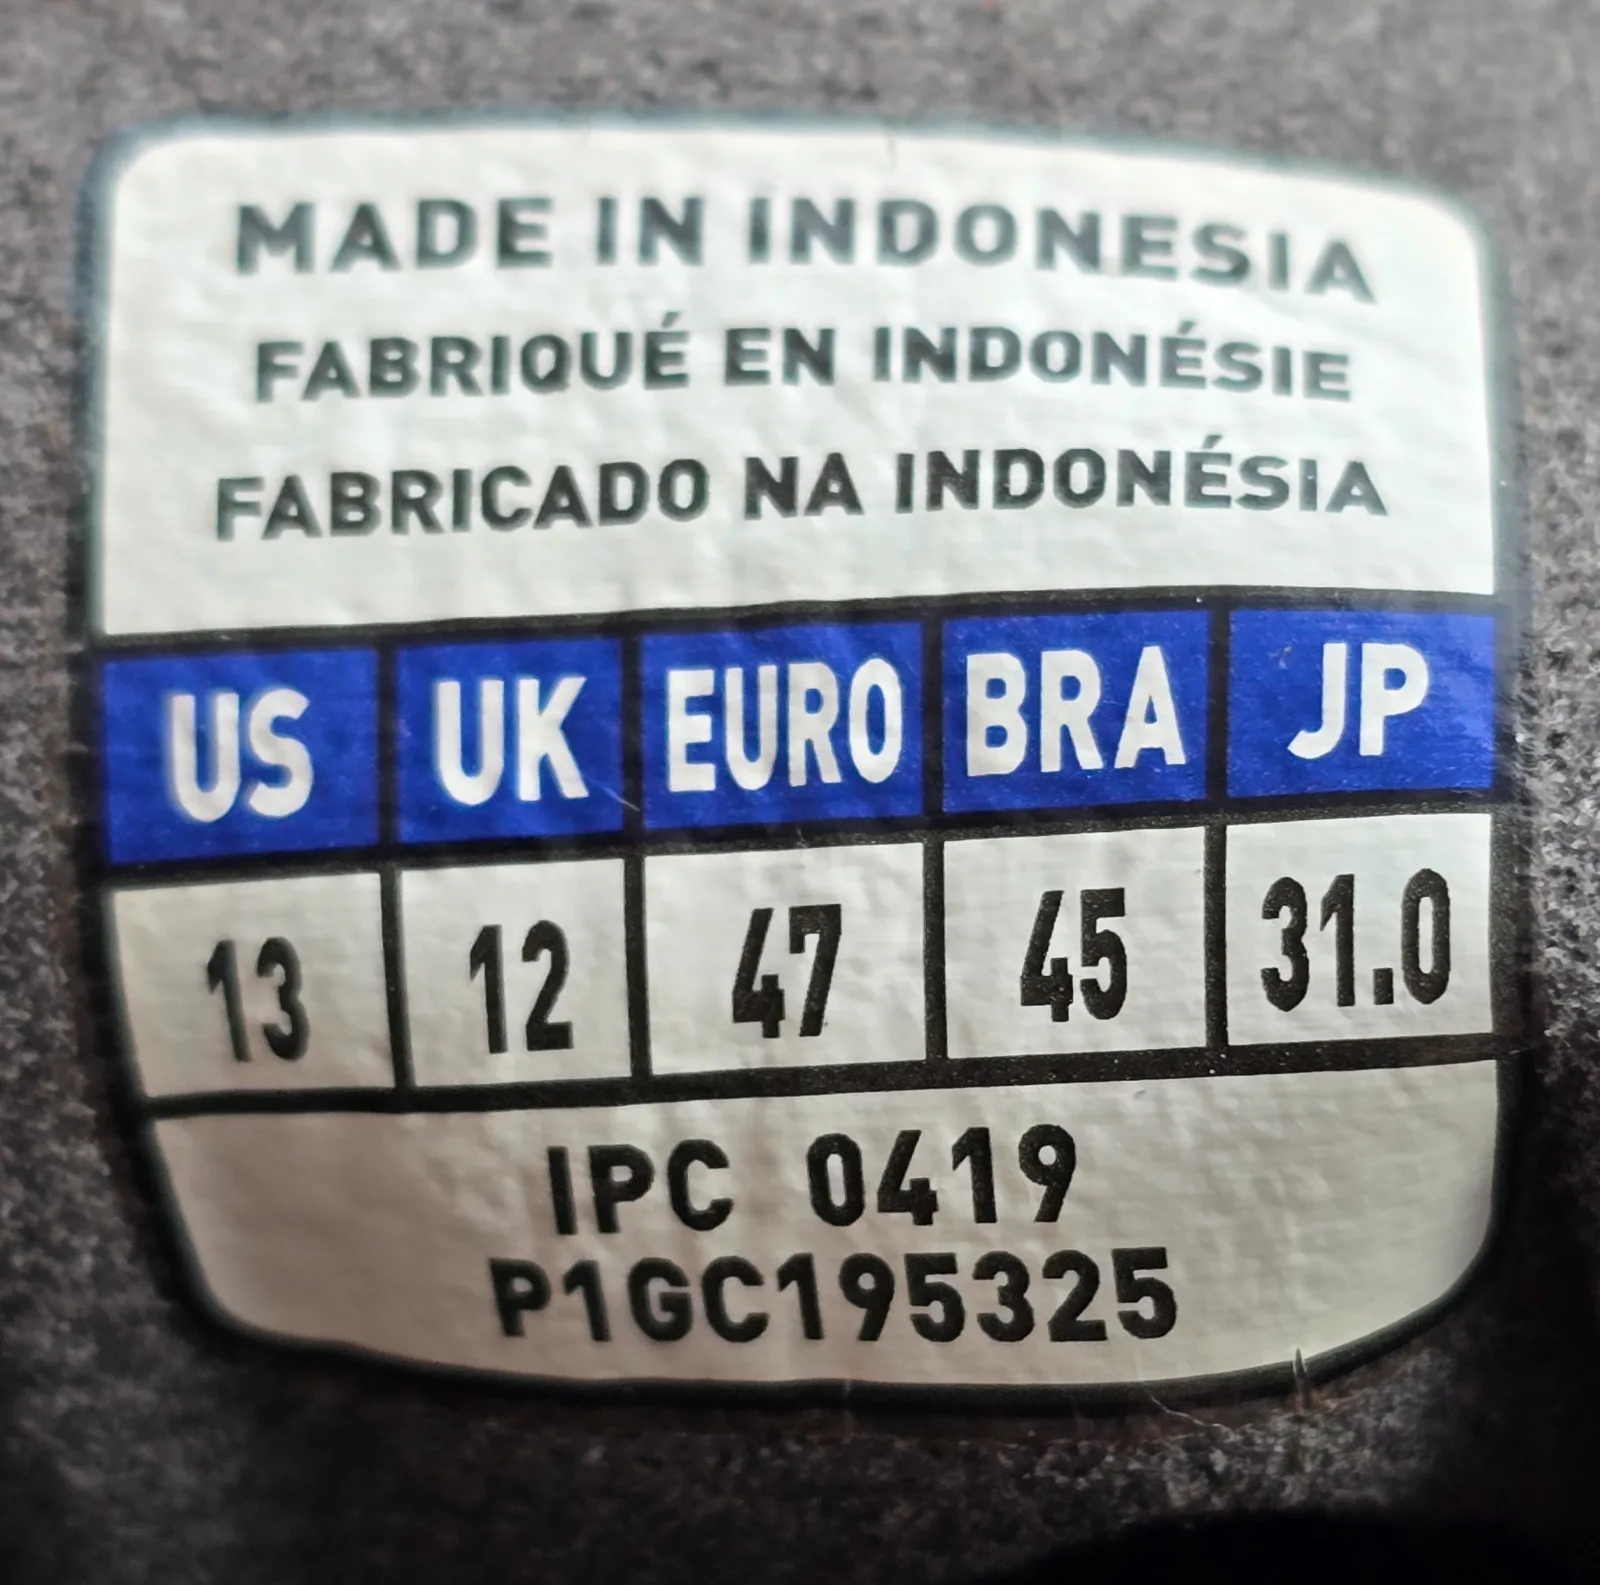 MADE IN INDONESIA
FABRIQUÉ EN INDONÉSIE
FABRICADO NA INDONÉSIA
US UK EURO BRA JP
13 12 47 45 31.0
IPC 0419
P1GC195325